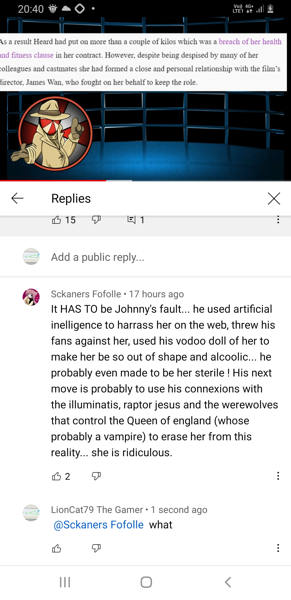 20:40
Vo)) 4G+
LTE1
As a result Heard had put on more than a couple of kilos which was a breach of her health
and fitness clause in her contract. However, despite being despised by many of her
colleagues and castmates she had formed a close and personal relationship with the film's
director, James Wan, who fought on her behalf to keep the role.
Replies
15
1
Add a public reply...
Sckaners Fofolle • 17 hours ago
It HAS TO be Johnny's fault... he used artificial
inelligence to harrass her on the web, threw his
fans against her, used his vodoo doll of her to
make her be so out of shape and alcoolic... he
probably even made to be her sterile ! His next
move is probably to use his connexions with
the illuminatis, raptor jesus and the werewolves
that control the Queen of england (whose
probably a vampire) to erase her from this
reality... she is ridiculous.
2
LionCat79 The Gamer • 1 second ago
@Sckaners Fofolle what